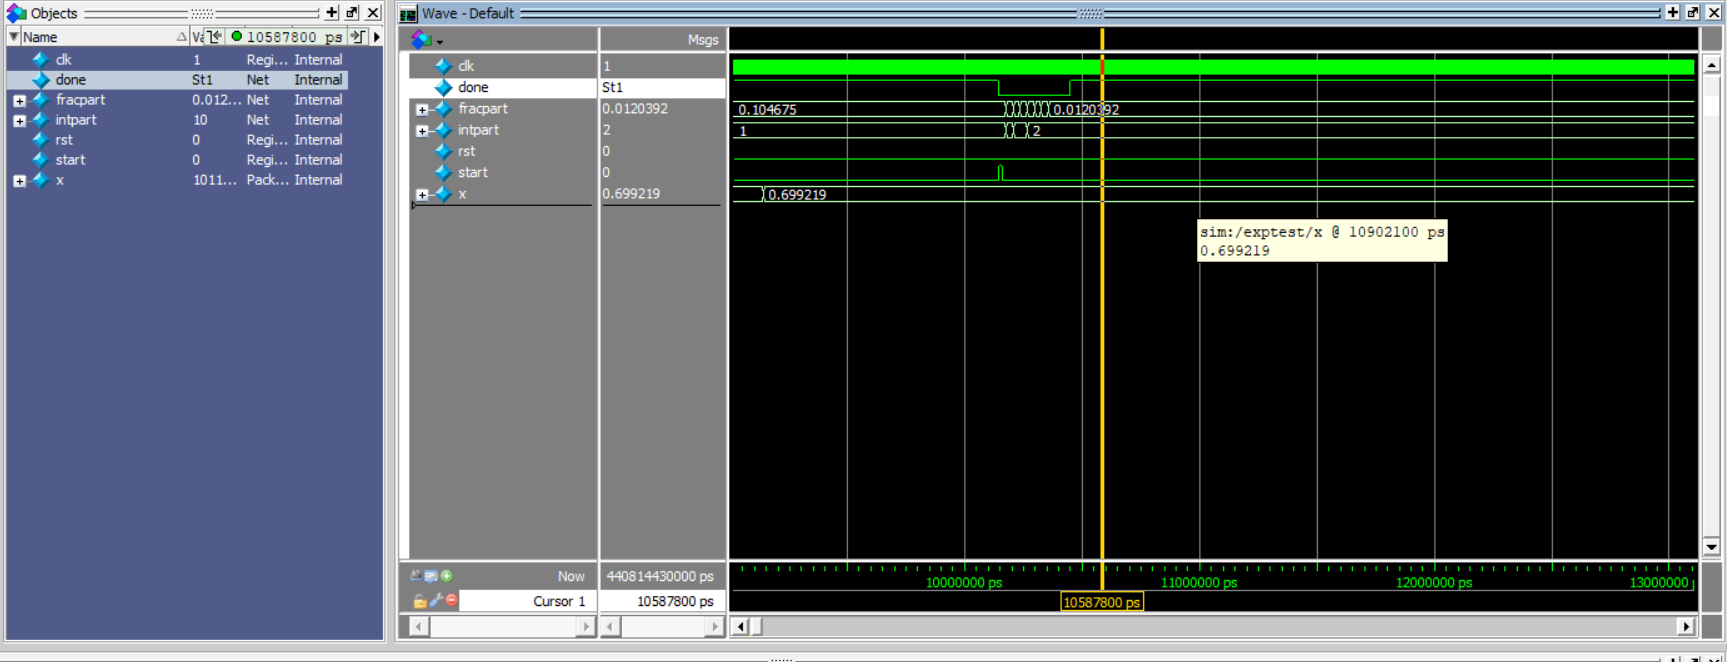 Objects
Name
10587800 ps
clk 1 Regi... Internal
done St1 Net Internal
fracpart 0.012... Net Internal
intpart 10 Net Internal
rst 0 Regi... Internal
start 0 Regi... Internal
x 1011... Pack... Internal
Wave - Default
Msgs
clk 1
done St1
fracpart 0.0120392 0.104675 0.0120392
intpart 2 1 2
rst 0
start 0
x 0.699219 0.699219
sim:/exptest/x @ 10902100 ps
0.699219
Now 440814430000 ps 10000000 ps 11000000 ps 12000000 ps 13000000
Cursor 1 10587800 ps 10587800 ps